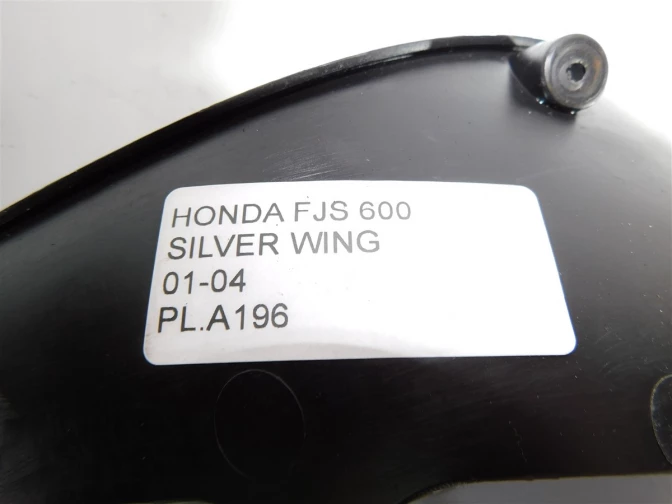 HONDA FJS 600
SILVER WING
01-04
PL.A196